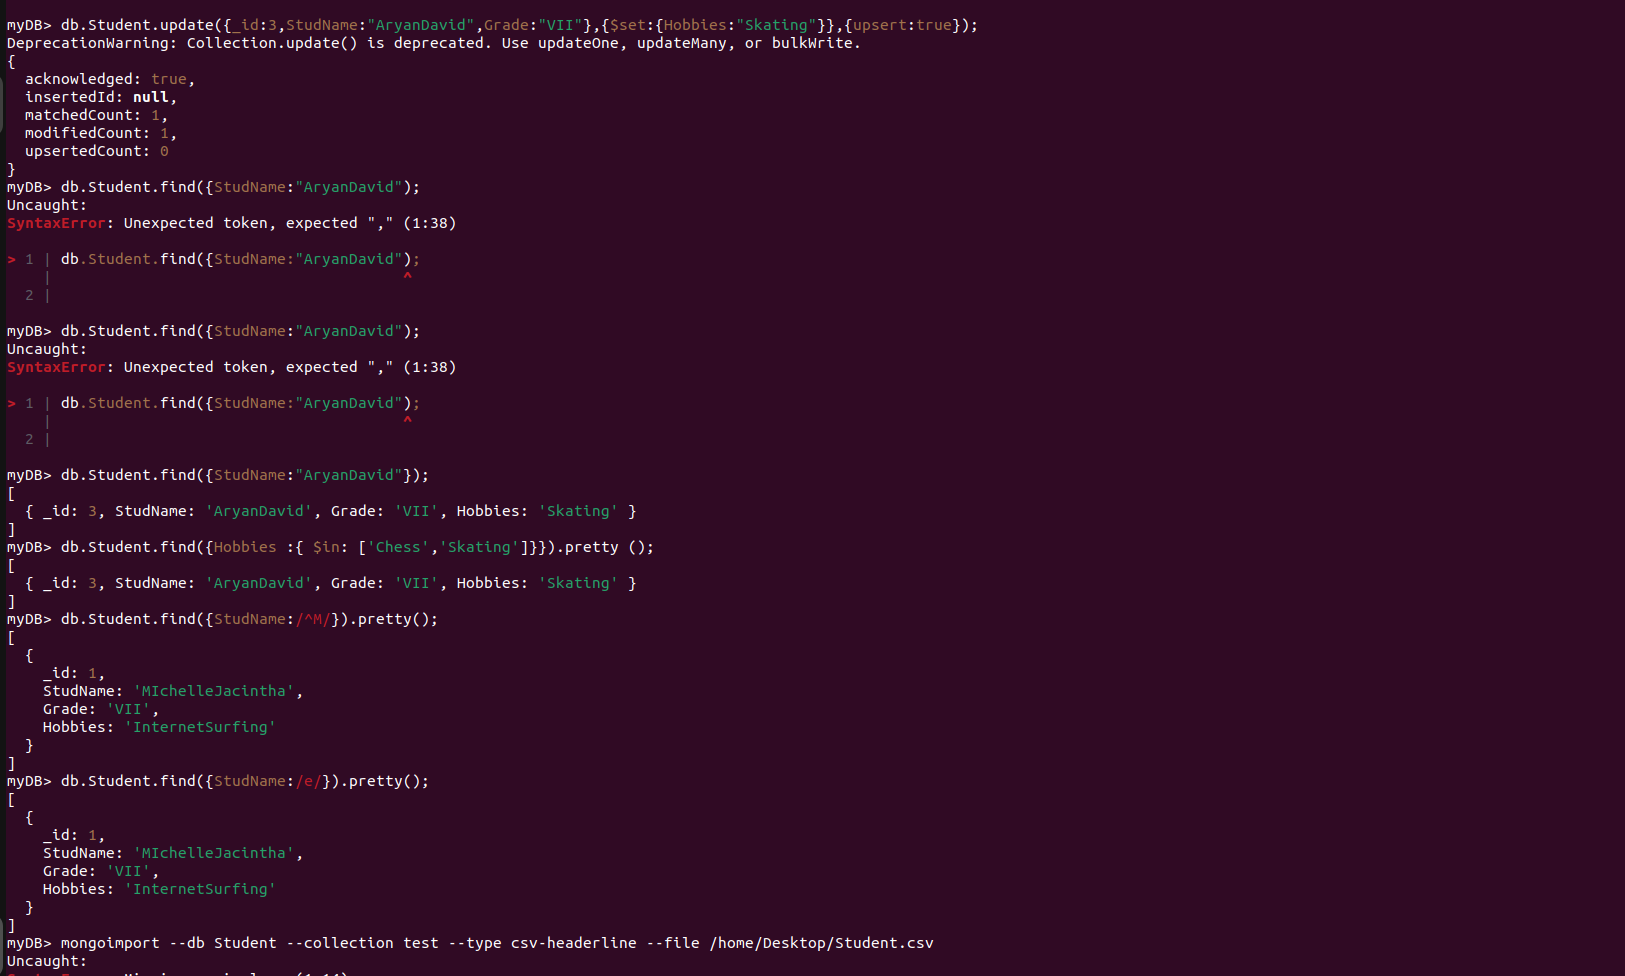 myDB> db.Student.update({_id:3,StudName:"AryanDavid",Grade:"VII"},{$set:{Hobbies:"Skating"}},{upsert:true});
DeprecationWarning: Collection.update() is deprecated. Use updateOne, updateMany, or bulkWrite.
{
  acknowledged: true,
  insertedId: null,
  matchedCount: 1,
  modifiedCount: 1,
  upsertedCount: 0
}
myDB> db.Student.find({StudName:"AryanDavid");
Uncaught:
SyntaxError: Unexpected token, expected "," (1:38)
> 1 | db.Student.find({StudName:"AryanDavid");
    |                                       ^
  2 |
myDB> db.Student.find({StudName:"AryanDavid");
Uncaught:
SyntaxError: Unexpected token, expected "," (1:38)
> 1 | db.Student.find({StudName:"AryanDavid");
    |                                       ^
  2 |
myDB> db.Student.find({StudName:"AryanDavid"});
[
  { _id: 3, StudName: 'AryanDavid', Grade: 'VII', Hobbies: 'Skating' }
]
myDB> db.Student.find({Hobbies :{ $in: ['Chess','Skating']}}).pretty ();
[
  { _id: 3, StudName: 'AryanDavid', Grade: 'VII', Hobbies: 'Skating' }
]
myDB> db.Student.find({StudName:/^M/}).pretty();
[
  {
    _id: 1,
    StudName: 'MIchelleJacintha',
    Grade: 'VII',
    Hobbies: 'InternetSurfing'
  }
]
myDB> db.Student.find({StudName:/e/}).pretty();
[
  {
    _id: 1,
    StudName: 'MIchelleJacintha',
    Grade: 'VII',
    Hobbies: 'InternetSurfing'
  }
]
myDB> mongoimport --db Student --collection test --type csv-headerline --file /home/Desktop/Student.csv
Uncaught: